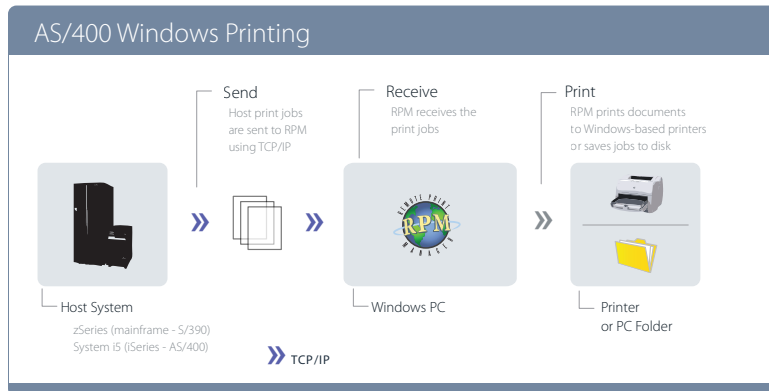 AS/400 Windows Printing
Send
Host print jobs
are sent to RPM
using TCP/IP
Receive
RPM receives the
print jobs
Print
RPM prints documents
to Windows-based printers
or saves jobs to disk
REMOTE PRINT
RPM
MANAGER
Host System
zSeries (mainframe - S/390)
System i5 (iSeries - AS/400)
Windows PC
Printer
or PC Folder
TCP/IP